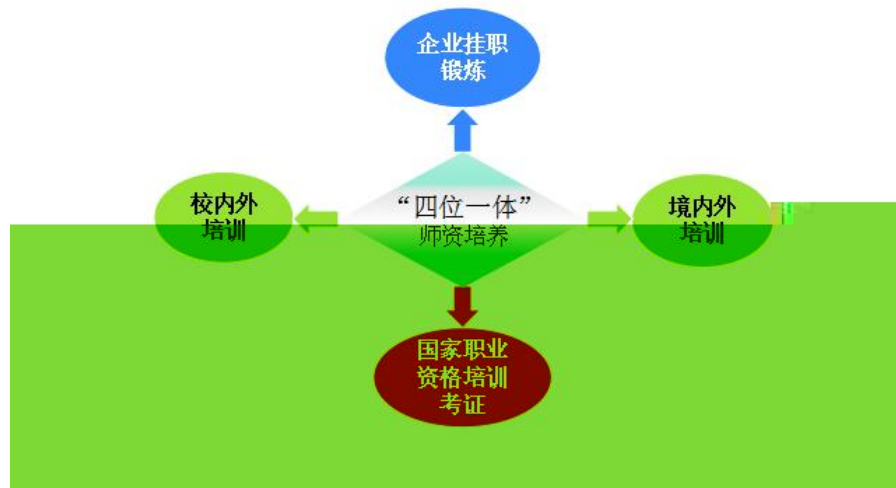 企业挂职
锻炼
校内外
培训
“四位一体”
师资培养
境内外
培训
国家职业
资格培训
考证